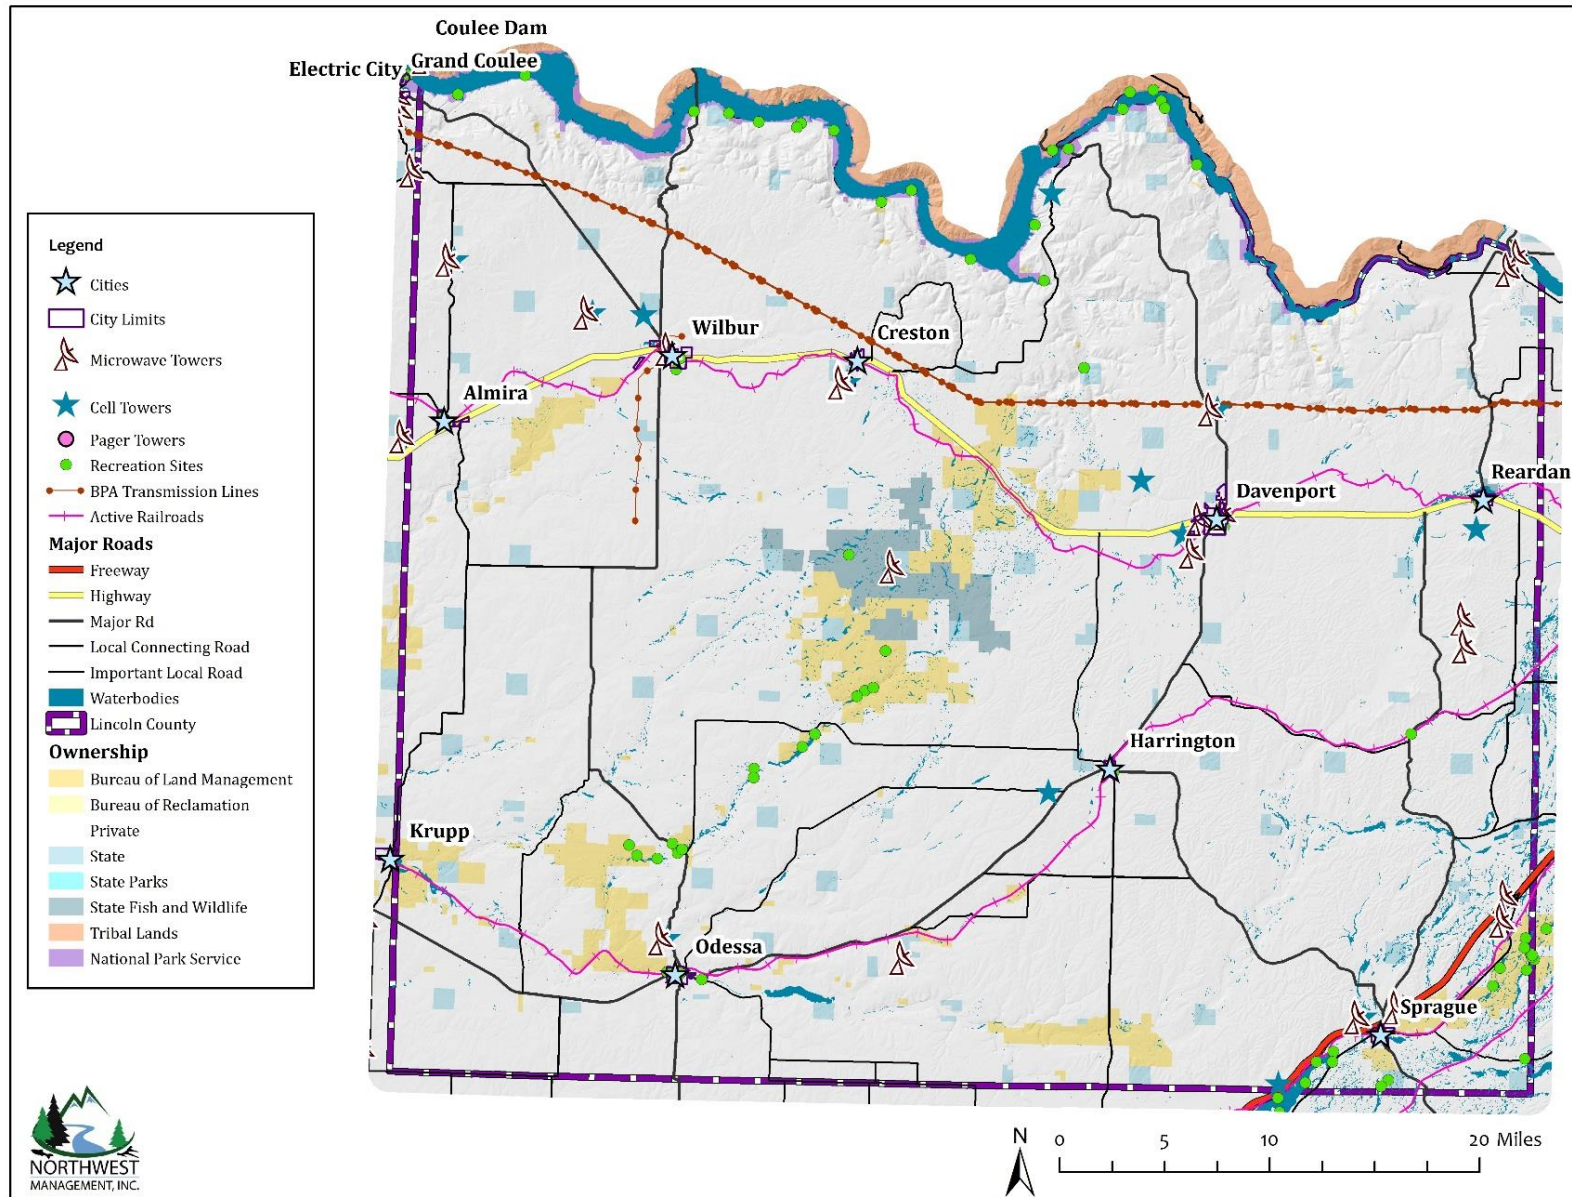 Coulee Dam
Electric City
Grand Coulee
Legend
Cities
City Limits
Microwave Towers
Cell Towers
Pager Towers
Recreation Sites
BPA Transmission Lines
Active Railroads
Major Roads
Freeway
Highway
Major Rd
Local Connecting Road
Important Local Road
Waterbodies
Lincoln County
Ownership
Bureau of Land Management
Bureau of Reclamation
Private
State
State Parks
State Fish and Wildlife
Tribal Lands
National Park Service
Wilbur
Creston
Almira
Davenport
Reardan
Harrington
Krupp
Odessa
Sprague
NORTHWEST
MANAGEMENT, INC.
N
0 5 10 20 Miles